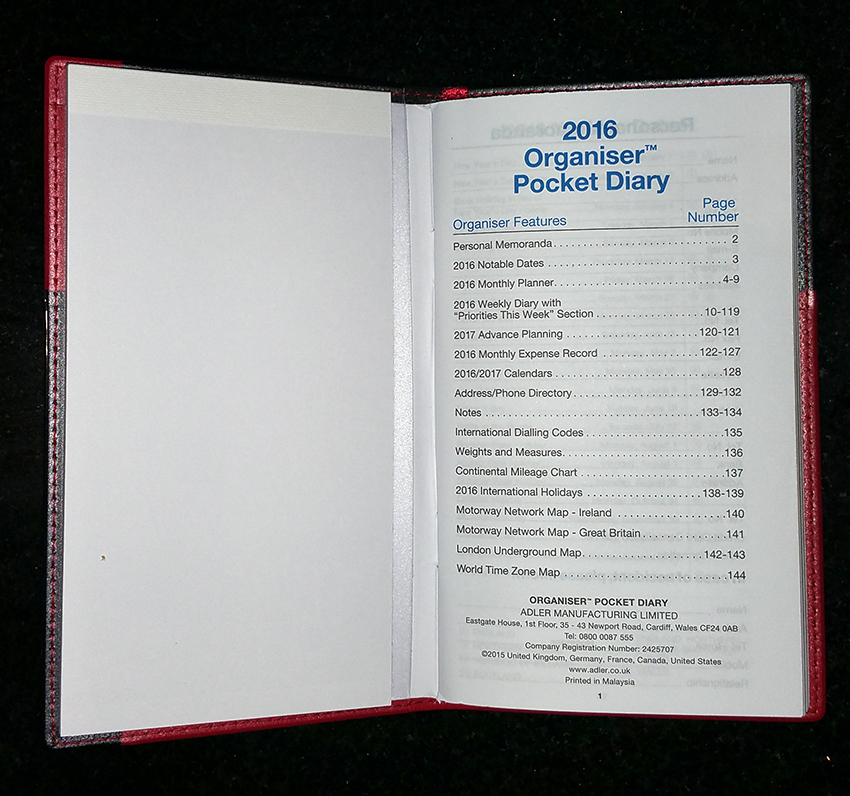 2016
Organiser™
Pocket Diary
Organiser Features
Page
Number
Personal Memoranda. . . . . . . . . . . . . . . . . . . . . . . . . . . . . . . 2
2016 Notable Dates . . . . . . . . . . . . . . . . . . . . . . . . . . . . . . . . 3
2016 Monthly Planner. . . . . . . . . . . . . . . . . . . . . . . . . . . . .4-9
2016 Weekly Diary with
“Priorities This Week” Section . . . . . . . . . . . . . . . . . . .10-119
2017 Advance Planning . . . . . . . . . . . . . . . . . . . . . . . .120-121
2016 Monthly Expense Record . . . . . . . . . . . . . . . . . 122-127
2016/2017 Calendars . . . . . . . . . . . . . . . . . . . . . . . . . . . . .128
Address/Phone Directory. . . . . . . . . . . . . . . . . . . . . .129-132
Notes . . . . . . . . . . . . . . . . . . . . . . . . . . . . . . . . . . . . .133-134
International Dialling Codes . . . . . . . . . . . . . . . . . . . . . . . .135
Weights and Measures. . . . . . . . . . . . . . . . . . . . . . . . . . . .136
Continental Mileage Chart . . . . . . . . . . . . . . . . . . . . . . . . .137
2016 International Holidays . . . . . . . . . . . . . . . . . . . 138-139
Motorway Network Map - Ireland . . . . . . . . . . . . . . . . . . .140
Motorway Network Map - Great Britain . . . . . . . . . . . . . . .141
London Underground Map. . . . . . . . . . . . . . . . . . . . .142-143
World Time Zone Map . . . . . . . . . . . . . . . . . . . . . . . . . . . .144
ORGANISER™ POCKET DIARY
ADLER MANUFACTURING LIMITED
Eastgate House, 1st Floor, 35 - 43 Newport Road, Cardiff, Wales CF24 0AB
Tel: 0800 0087 555
Company Registration Number: 2425707
©2015 United Kingdom, Germany, France, Canada, United States
www.adler.co.uk
Printed in Malaysia
1